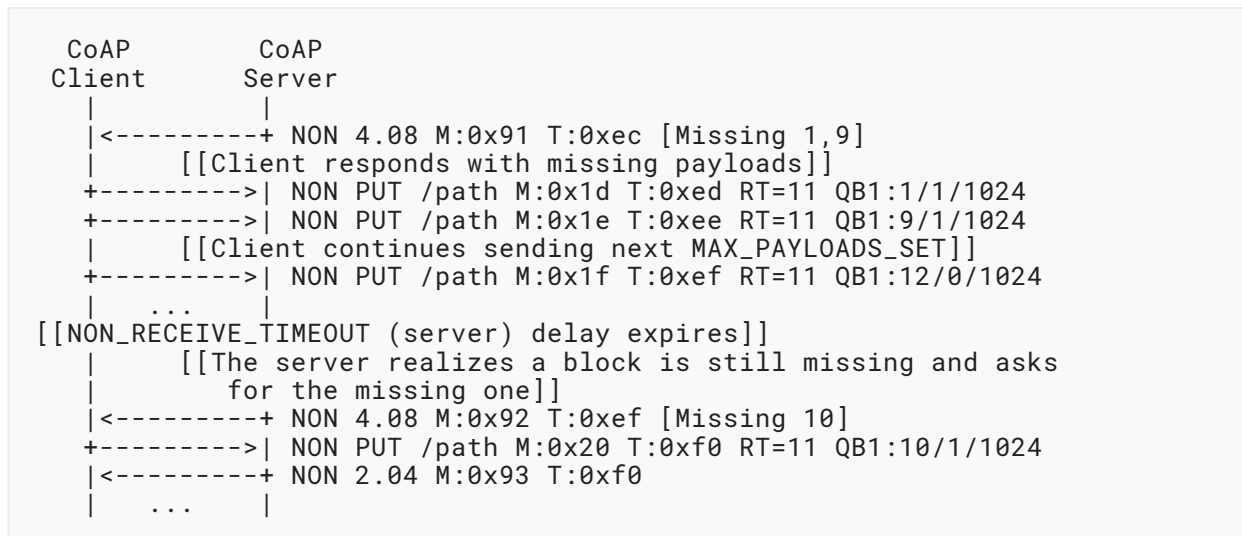 CoAP        CoAP
 Client      Server
   |          |
   |<---------+ NON 4.08 M:0x91 T:0xec [Missing 1,9]
   |     [[Client responds with missing payloads]]
   +--------->| NON PUT /path M:0x1d T:0xed RT=11 QB1:1/1/1024
   +--------->| NON PUT /path M:0x1e T:0xee RT=11 QB1:9/1/1024
   |     [[Client continues sending next MAX_PAYLOADS_SET]]
   +--------->| NON PUT /path M:0x1f T:0xef RT=11 QB1:12/0/1024
   |   ...    |
[[NON_RECEIVE_TIMEOUT (server) delay expires]]
   |     [[The server realizes a block is still missing and asks
   |        for the missing one]]
   |<---------+ NON 4.08 M:0x92 T:0xef [Missing 10]
   +--------->| NON PUT /path M:0x20 T:0xf0 RT=11 QB1:10/1/1024
   |<---------+ NON 2.04 M:0x93 T:0xf0
   |   ...    |